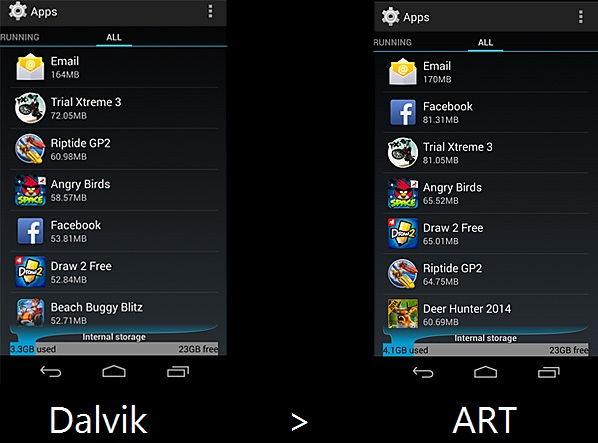 Apps
RUNNING
ALL
Email
164MB
Trial Xtreme 3
72.05MB
Riptide GP2
60.98MB
Angry Birds
58.57MB
Facebook
53.81MB
Draw 2 Free
52.84MB
Beach Buggy Blitz
52.71MB
Internal storage
3.3GB used
23GB free
Apps
RUNNING
ALL
Email
170MB
Facebook
81.31MB
Trial Xtreme 3
81.05MB
Angry Birds
65.52MB
Draw 2 Free
65.01MB
Riptide GP2
64.75MB
Deer Hunter 2014
60.69MB
Internal storage
4.1GB used
23GB free
SPACE
SPACE
Draw2
Draw2
Dalvik > ART